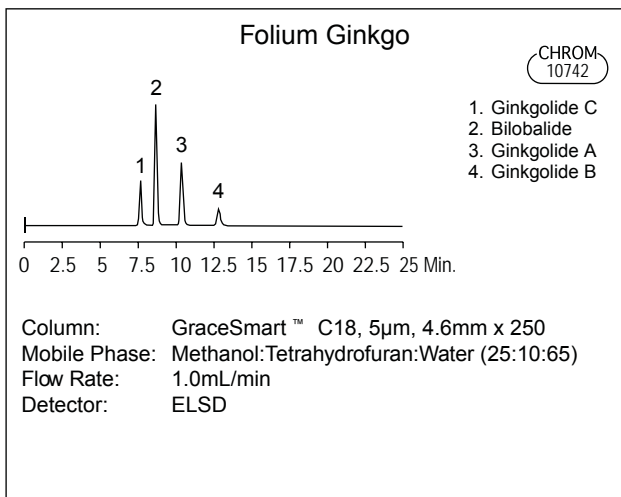 Folium Ginkgo
CHROM
10742
1. Ginkgolide C
2. Bilobalide
3. Ginkgolide A
4. Ginkgolide B
2
1
3
4
0 2.5 5 7.5 10 12.5 15 17.5 20 22.5 25 Min.
Column: GraceSmart ™ C18, 5µm, 4.6mm x 250
Mobile Phase: Methanol:Tetrahydrofuran:Water (25:10:65)
Flow Rate: 1.0mL/min
Detector: ELSD